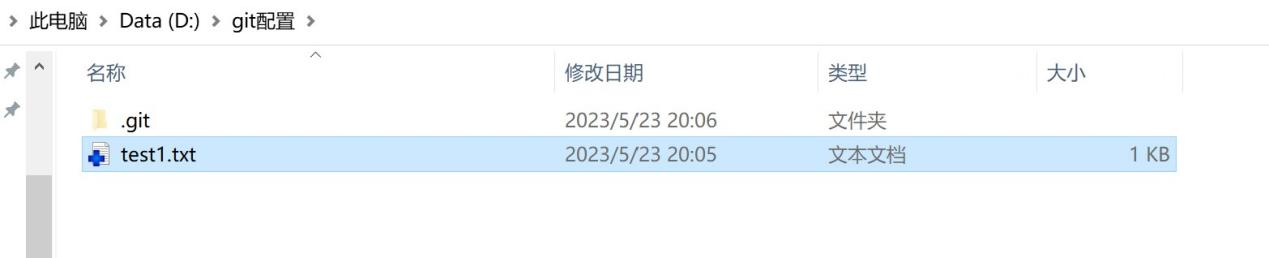 此电脑 Data (D:) git配置
名称 修改日期 类型 大小
.git 2023/5/23 20:06 文件夹
test1.txt 2023/5/23 20:05 文本文档 1 KB